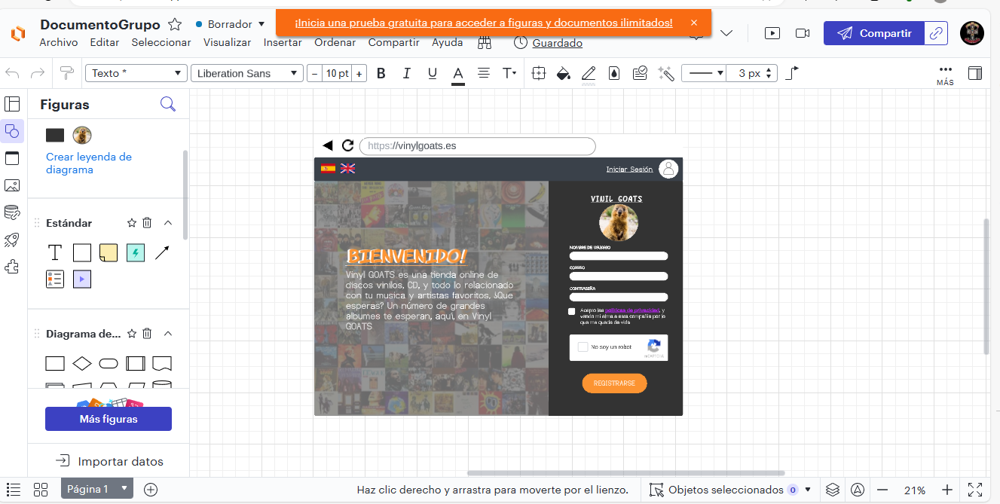 DocumentoGrupo
Borrador
¡Inicia una prueba gratuita para acceder a figuras y documentos ilimitados!
Archivo Editar Seleccionar Visualizar Insertar Ordenar Compartir Ayuda Guardado
Compartir
Texto *
Liberation Sans
− 10 pt +
B I U A T
3 px
MÁS
Figuras
Crear leyenda de
diagrama
Estándar
T
Diagrama de...
Más figuras
Importar datos
https://vinylgoats.es
Iniciar Sesión
BIENVENIDO!
Vinyl GOATS es una tienda online de
discos vinilos, CD, y todo lo relacionado
con tu musica y artistas favoritos. ¿Que
esperas? Un número de grandes
albumes te esperan, aquí, en Vinyl
GOATS
VINIL GOATS
NOMBRE DE USUARIO
CORREO
CONTRASEÑA
Acepto las políticas de privacidad, y
vendo mi alma a esta compañia por lo
que me queda de vida
No soy un robot
reCAPTCHA
REGISTRARSE
Página 1
Haz clic derecho y arrastra para moverte por el lienzo.
Objetos seleccionados 0
21%